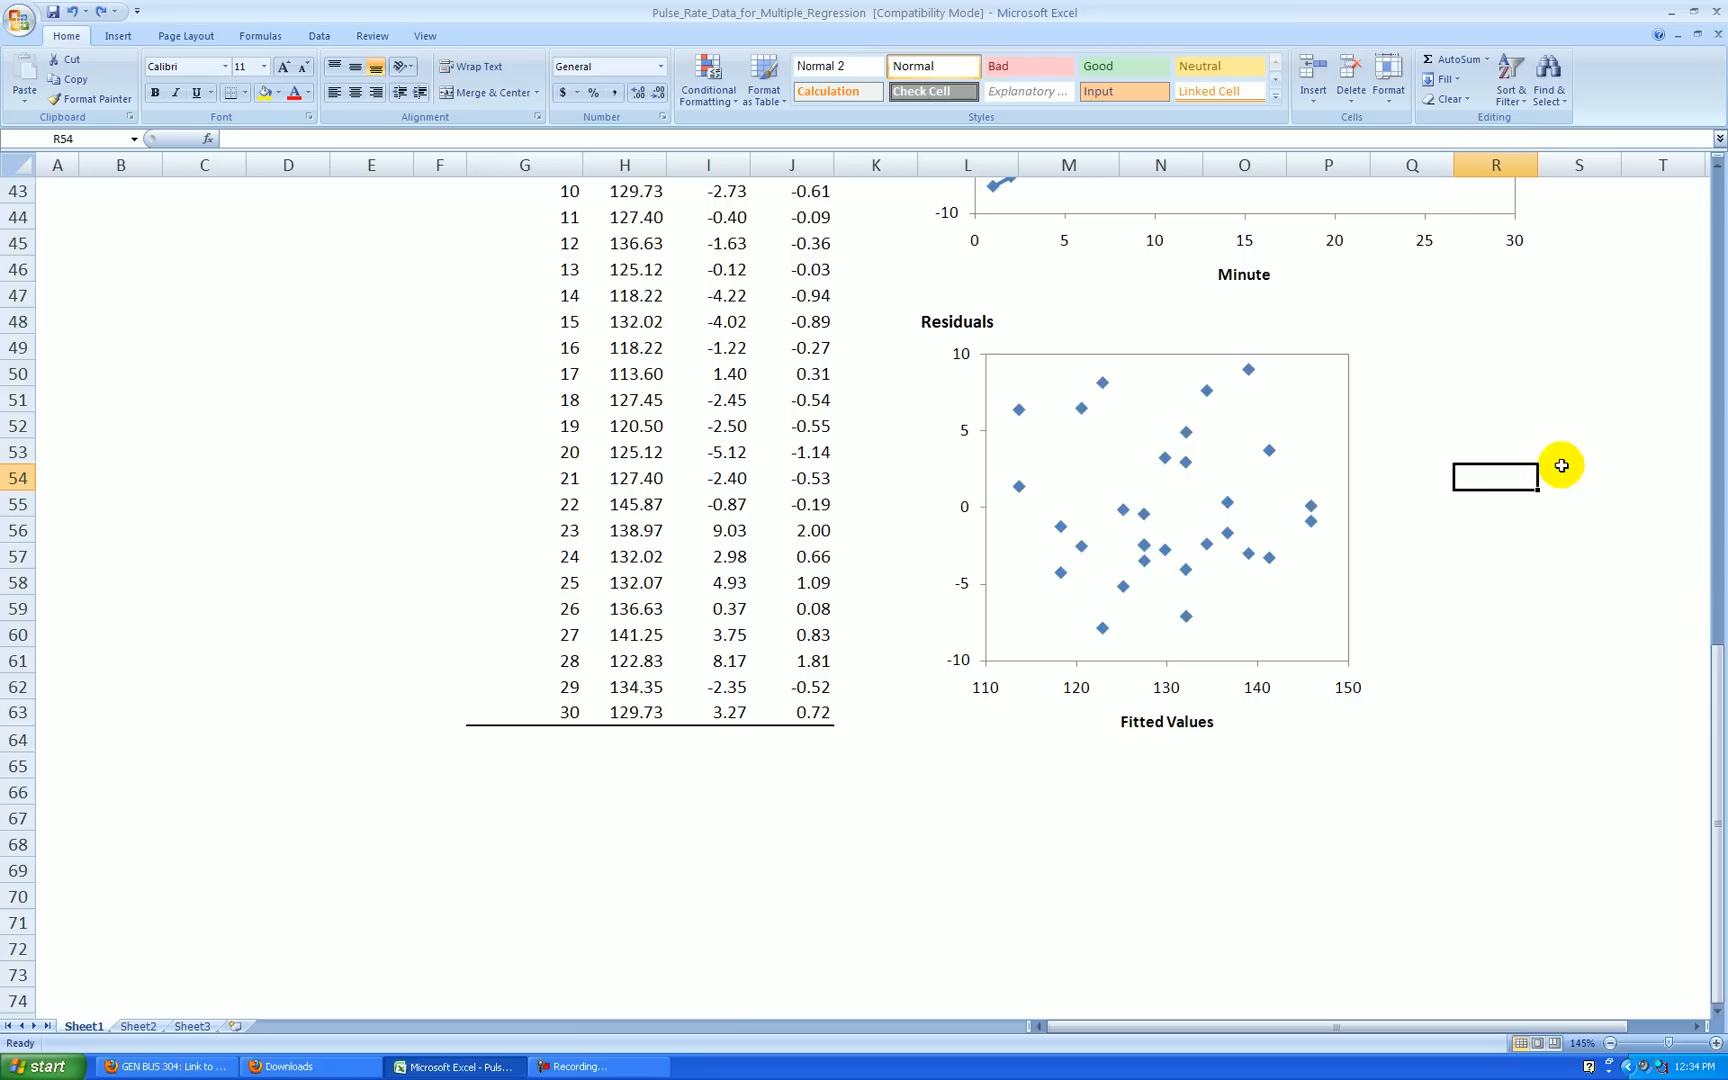 Pulse_Rate_Data_for_Multiple_Regression [Compatibility Mode] - Microsoft Excel
Home Insert Page Layout Formulas Data Review View
Cut
Copy
Format Painter
Paste
Clipboard
Calibri 11
Font
Wrap Text
Merge & Center
Alignment
General
Number
Conditional Formatting
Format as Table
Normal 2 Normal Bad Good Neutral
Calculation Check Cell Explanatory ... Input Linked Cell
Styles
Insert Delete Format
Cells
AutoSum
Fill
Clear
Sort & Filter
Find & Select
Editing
R54
A B C D E F G H I J K L M N O P Q R S T
43 10 129.73 -2.73 -0.61
44 11 127.40 -0.40 -0.09
45 12 136.63 -1.63 -0.36
46 13 125.12 -0.12 -0.03
47 14 118.22 -4.22 -0.94
48 15 132.02 -4.02 -0.89
49 16 118.22 -1.22 -0.27
50 17 113.60 1.40 0.31
51 18 127.45 -2.45 -0.54
52 19 120.50 -2.50 -0.55
53 20 125.12 -5.12 -1.14
54 21 127.40 -2.40 -0.53
55 22 145.87 -0.87 -0.19
56 23 138.97 9.03 2.00
57 24 132.02 2.98 0.66
58 25 132.07 4.93 1.09
59 26 136.63 0.37 0.08
60 27 141.25 3.75 0.83
61 28 122.83 8.17 1.81
62 29 134.35 -2.35 -0.52
63 30 129.73 3.27 0.72
64
65
66
67
68
69
70
71
72
73
74
-10
0 5 10 15 20 25 30
Minute
Residuals
10
5
0
-5
-10
110 120 130 140 150
Fitted Values
Sheet1 Sheet2 Sheet3
Ready
145%
start
GEN BUS 304: Link to ...
Downloads
Microsoft Excel - Puls...
Recording...
12:34 PM